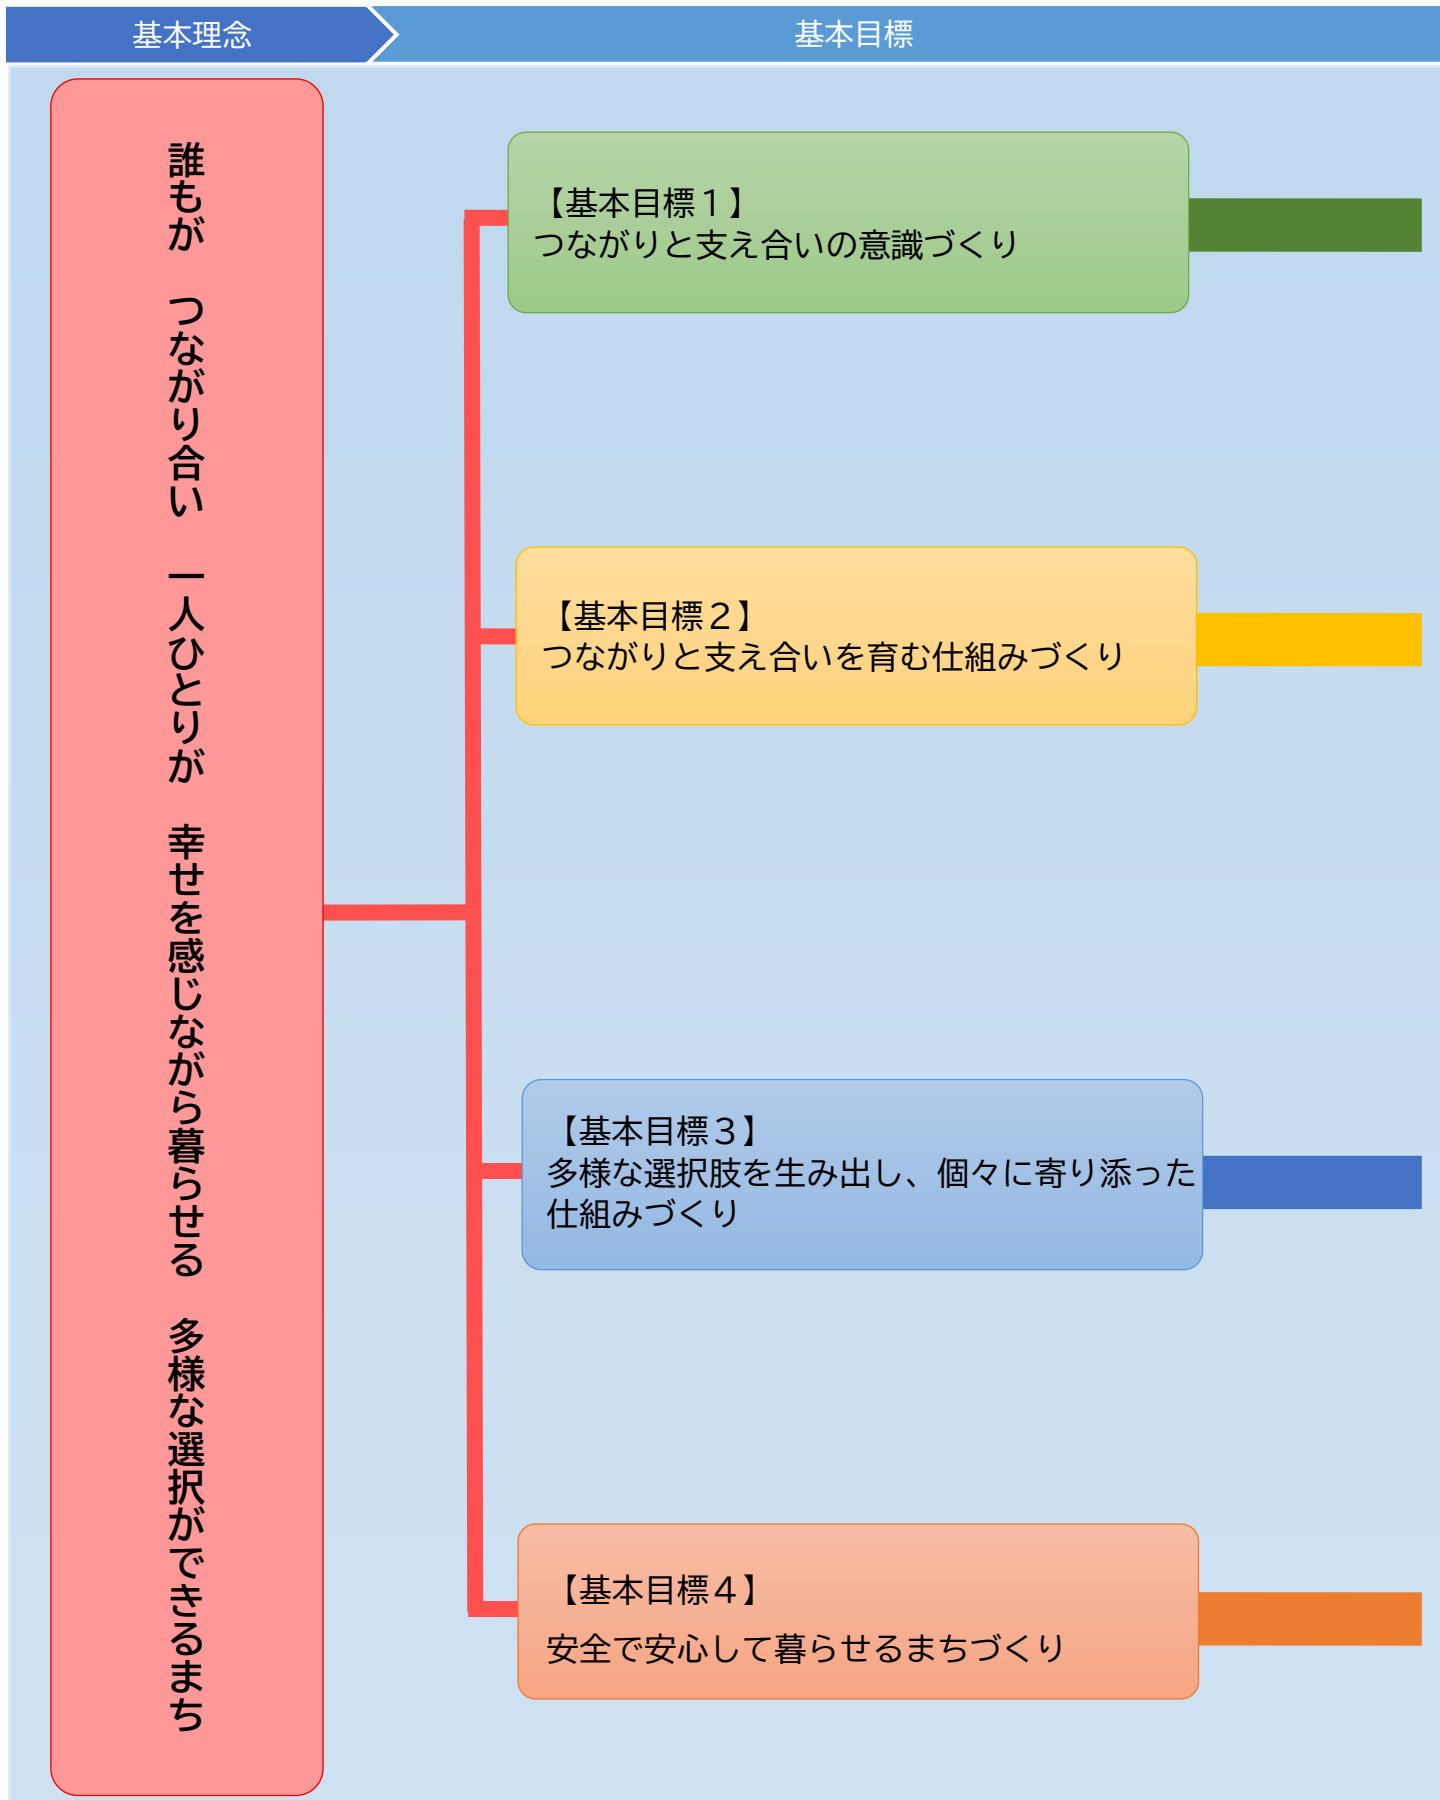 基本理念
基本目標
誰もが　つながり合い　一人ひとりが　幸せを感じながら暮らせる　多様な選択ができるまち
【基本目標１】
つながりと支え合いの意識づくり
【基本目標２】
つながりと支え合いを育む仕組みづくり
【基本目標３】
多様な選択肢を生み出し、個々に寄り添った
仕組みづくり
【基本目標４】
安全で安心して暮らせるまちづくり